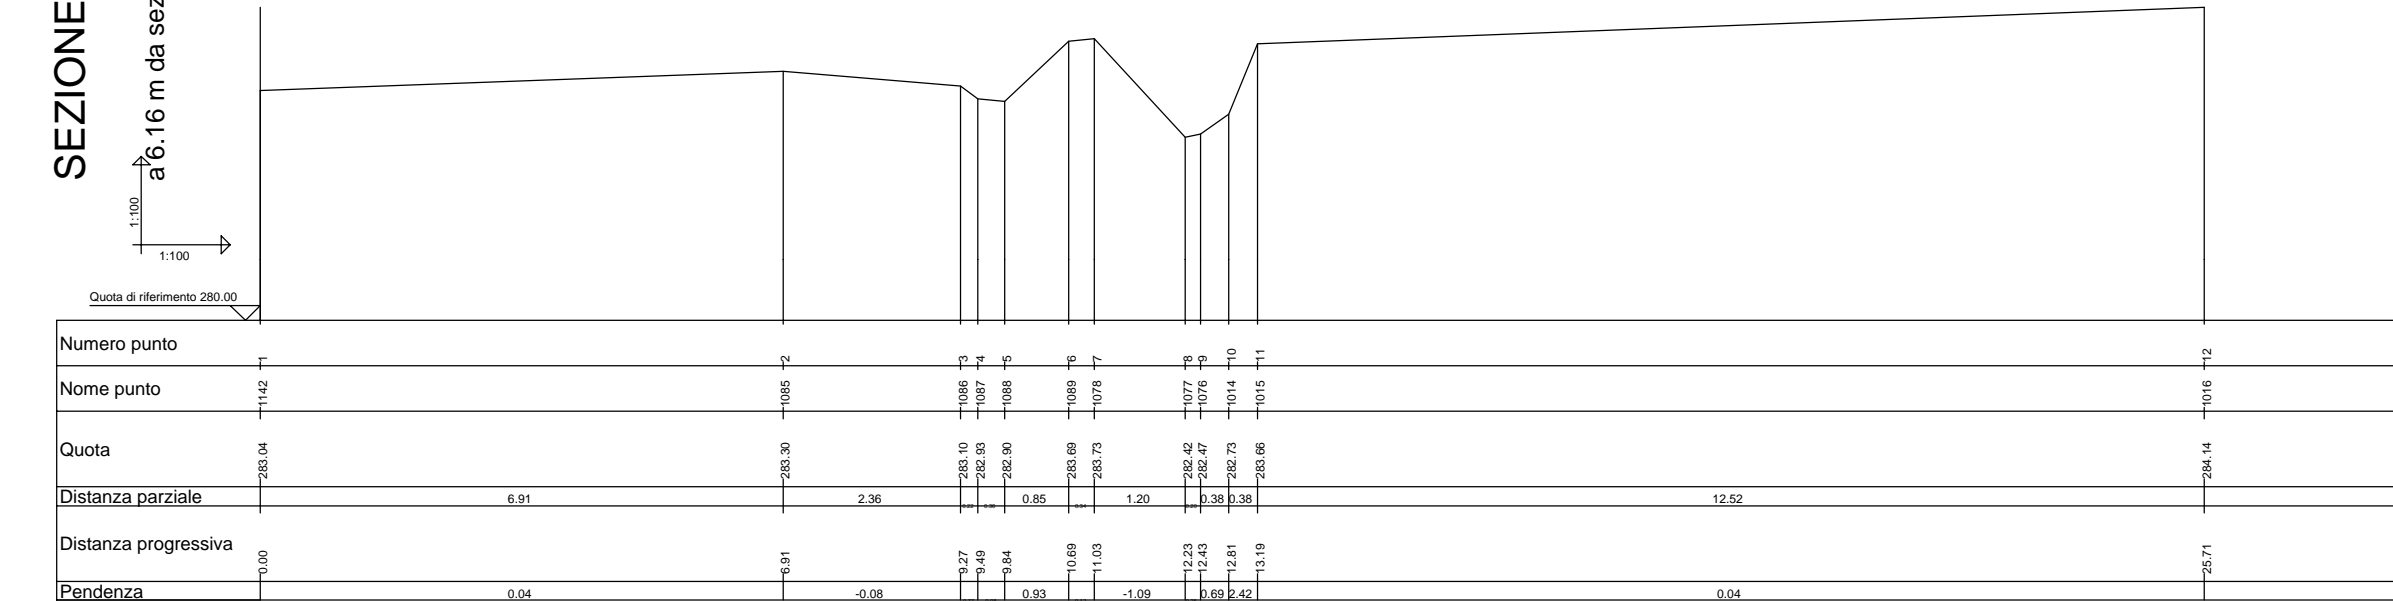 SEZIONE
a 6.16 m da sez
1:100
1:100
Quota di riferimento 280.00
Numero punto 1 2 3 4 5 6 7 8 9 10 11 12
Nome punto 1142 1085 1086 1087 1088 1089 1078 1077 1076 1014 1015 1016
Quota 283.04 283.30 283.10 282.93 282.90 283.69 283.73 282.42 282.47 282.73 283.66 284.14
Distanza parziale 6.91 2.36 0.85 1.20 0.38 0.38 12.52
Distanza progressiva 0.00 6.91 9.27 9.49 9.84 10.69 11.03 12.23 12.43 12.81 13.19 25.71
Pendenza 0.04 -0.08 0.93 -1.09 0.69 2.42 0.04